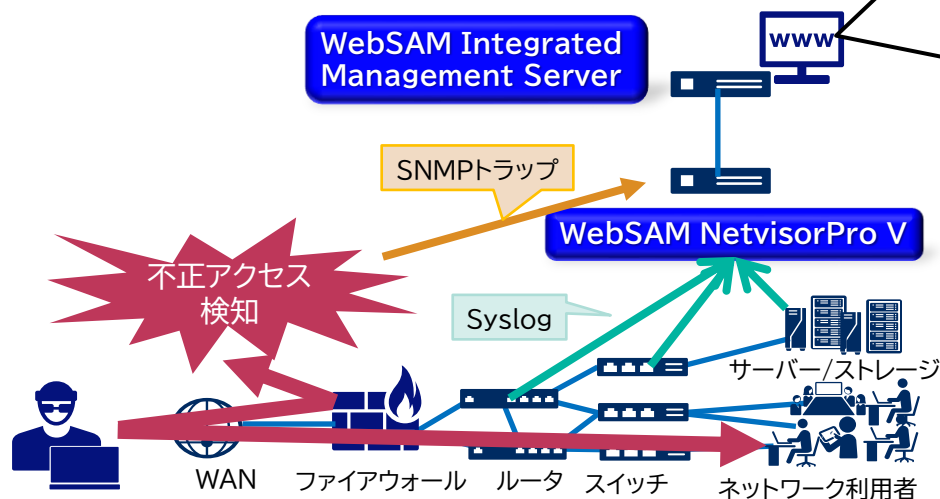 WebSAM Integrated
Management Server
www
SNMPトラップ
WebSAM NetvisorPro V
不正アクセス
検知
Syslog
サーバー/ストレージ
WAN
ファイアウォール
ルータ
スイッチ
ネットワーク利用者